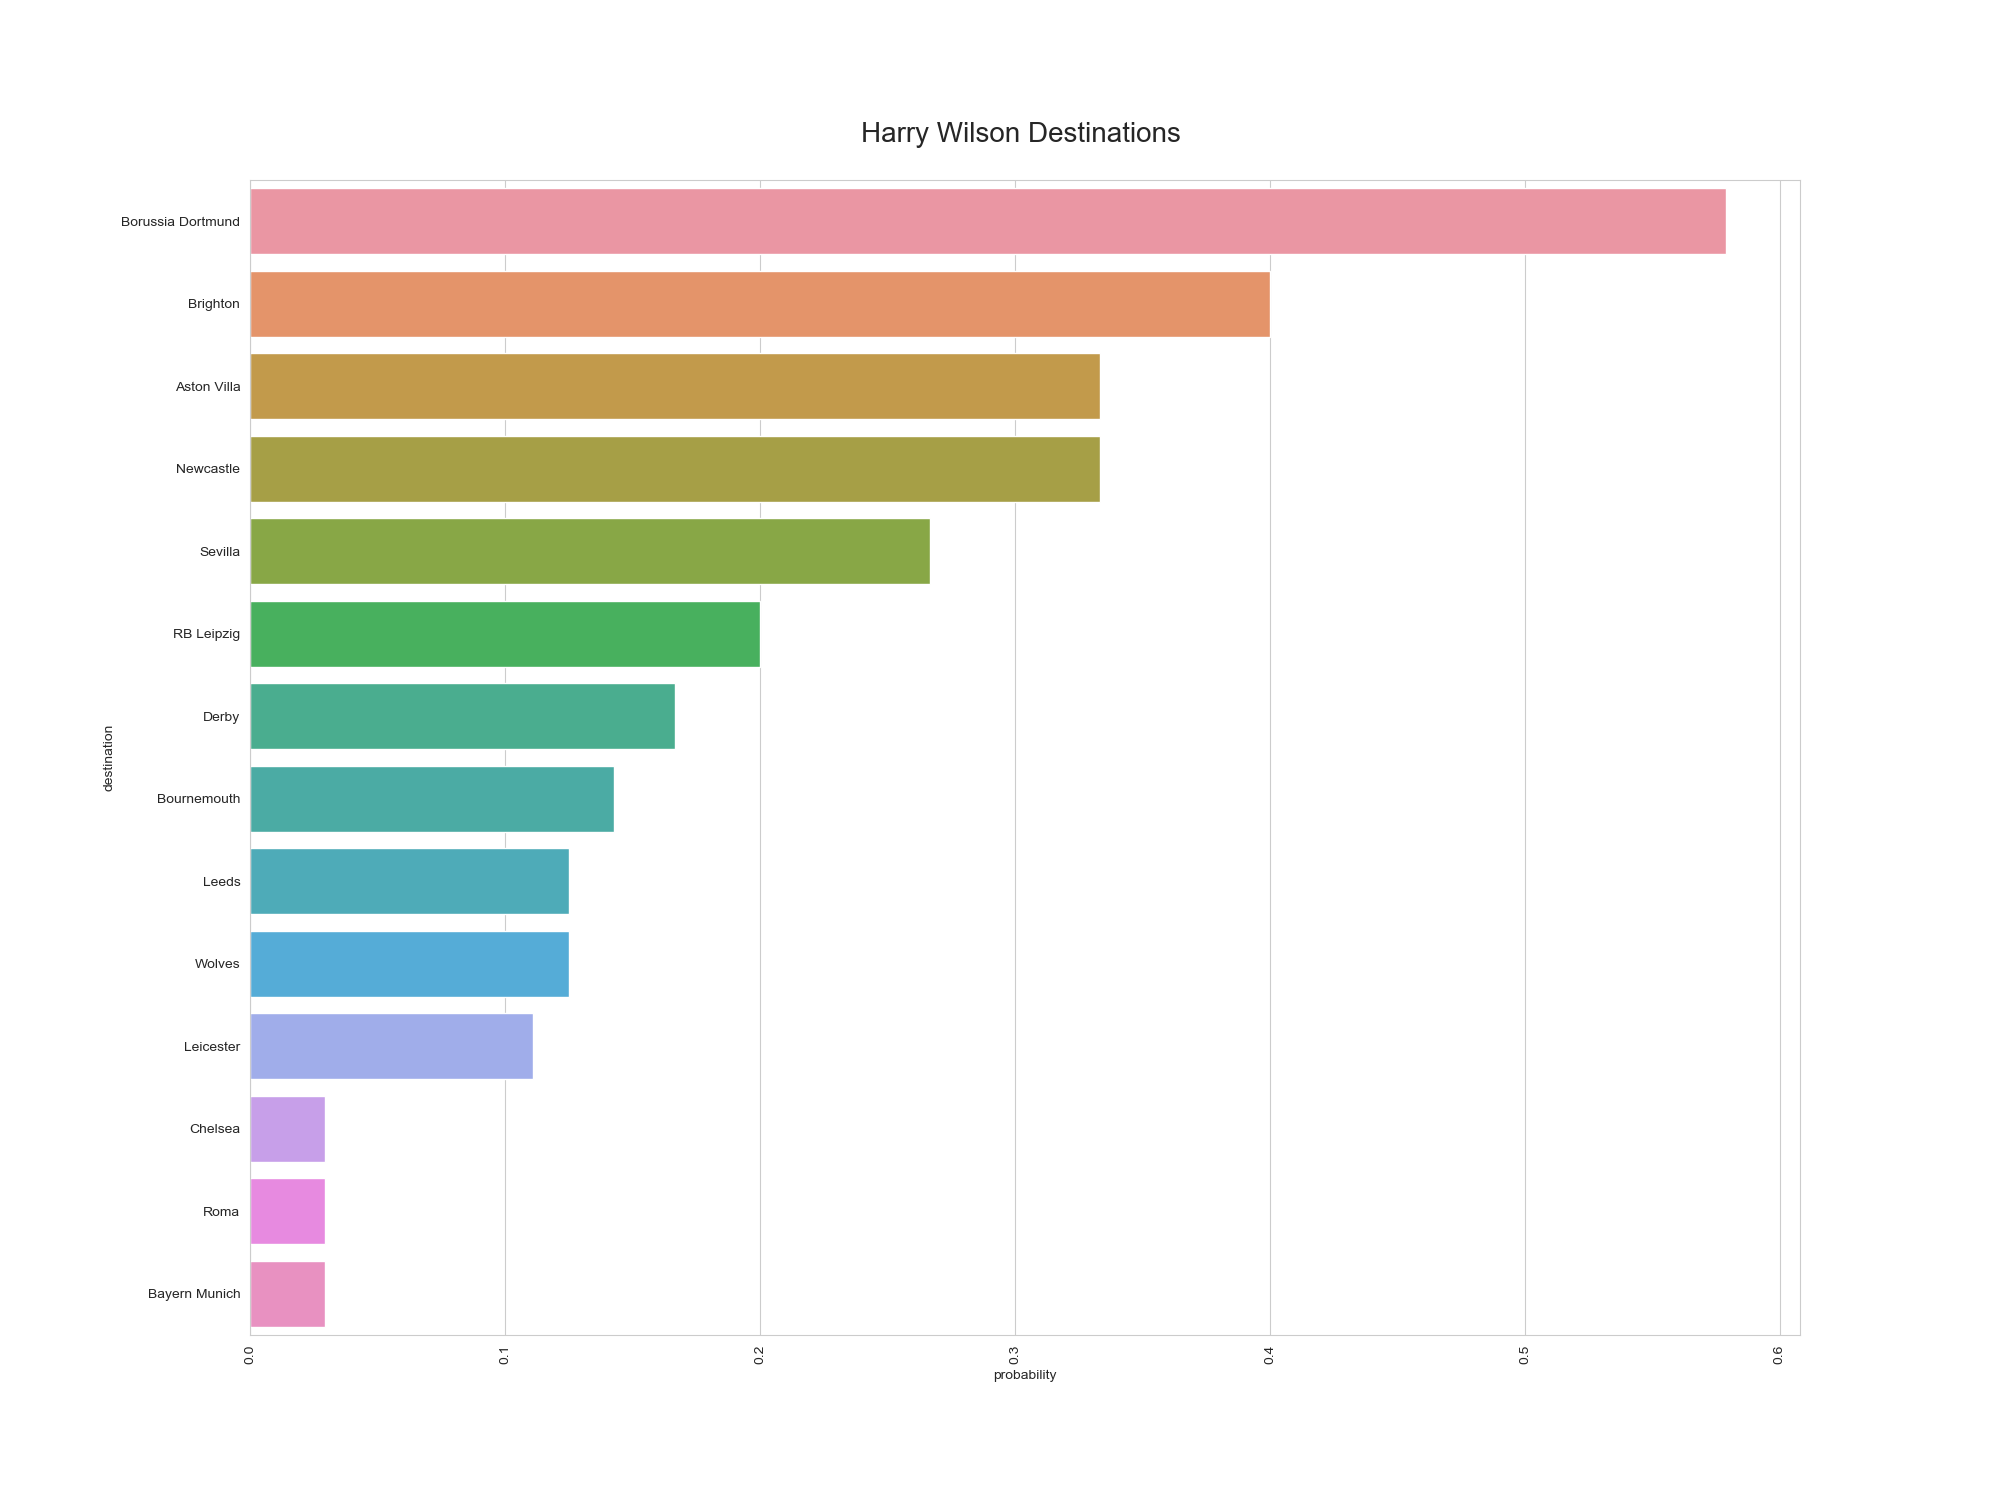 Harry Wilson Destinations
Borussia Dortmund
Brighton
Aston Villa
Newcastle
Sevilla
RB Leipzig
Derby
Bournemouth
Leeds
Wolves
Leicester
Chelsea
Roma
Bayern Munich
destination
0.0 0.1 0.2 0.3 0.4 0.5 0.6
probability